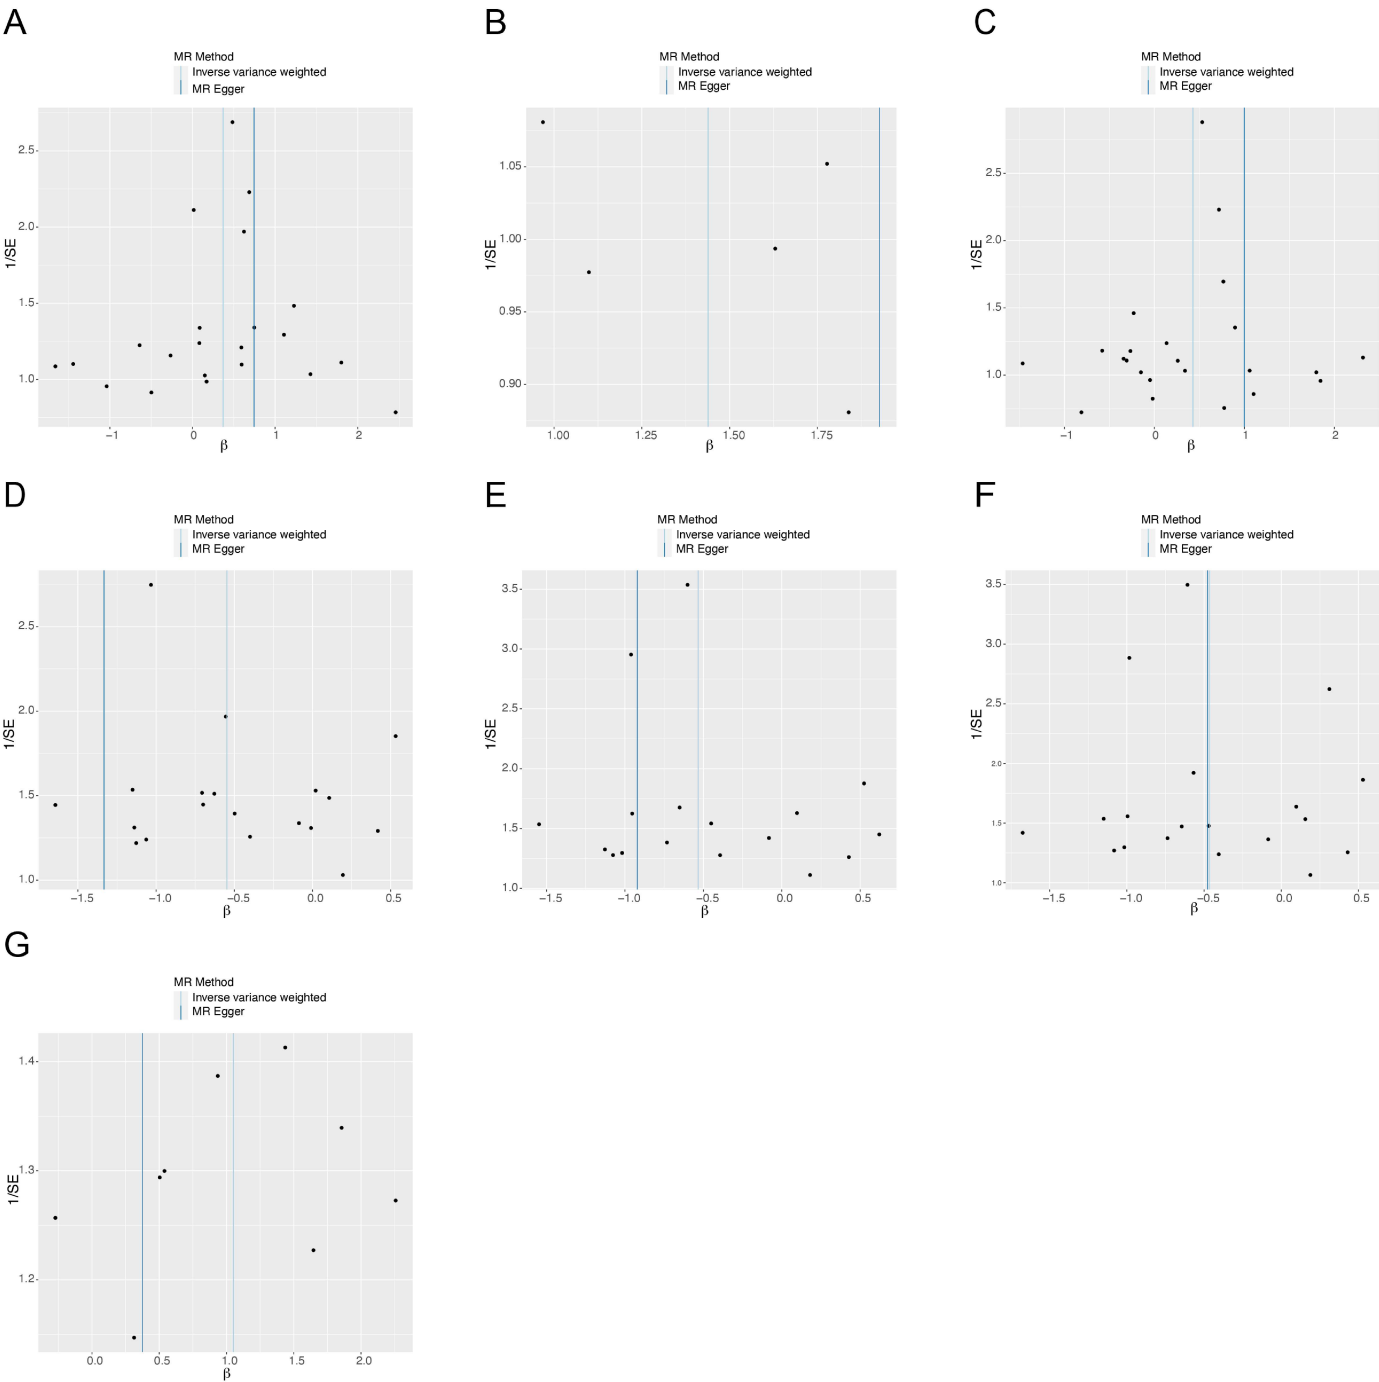 A
MR Method
Inverse variance weighted
MR Egger
2.5
2.0
1.5
1.0
1/SE
−1
0
1
2
β
B
MR Method
Inverse variance weighted
MR Egger
1.05
1.00
0.95
0.90
1/SE
1.00
1.25
1.50
1.75
β
C
MR Method
Inverse variance weighted
MR Egger
2.5
2.0
1.5
1.0
1/SE
−1
0
1
2
β
D
MR Method
Inverse variance weighted
MR Egger
2.5
2.0
1.5
1.0
1/SE
−1.5
−1.0
−0.5
0.0
0.5
β
E
MR Method
Inverse variance weighted
MR Egger
3.5
3.0
2.5
2.0
1.5
1.0
1/SE
−1.5
−1.0
−0.5
0.0
0.5
β
F
MR Method
Inverse variance weighted
MR Egger
3.5
3.0
2.5
2.0
1.5
1.0
1/SE
−1.5
−1.0
−0.5
0.0
0.5
β
G
MR Method
Inverse variance weighted
MR Egger
1.4
1.3
1.2
1/SE
0.0
0.5
1.0
1.5
2.0
β